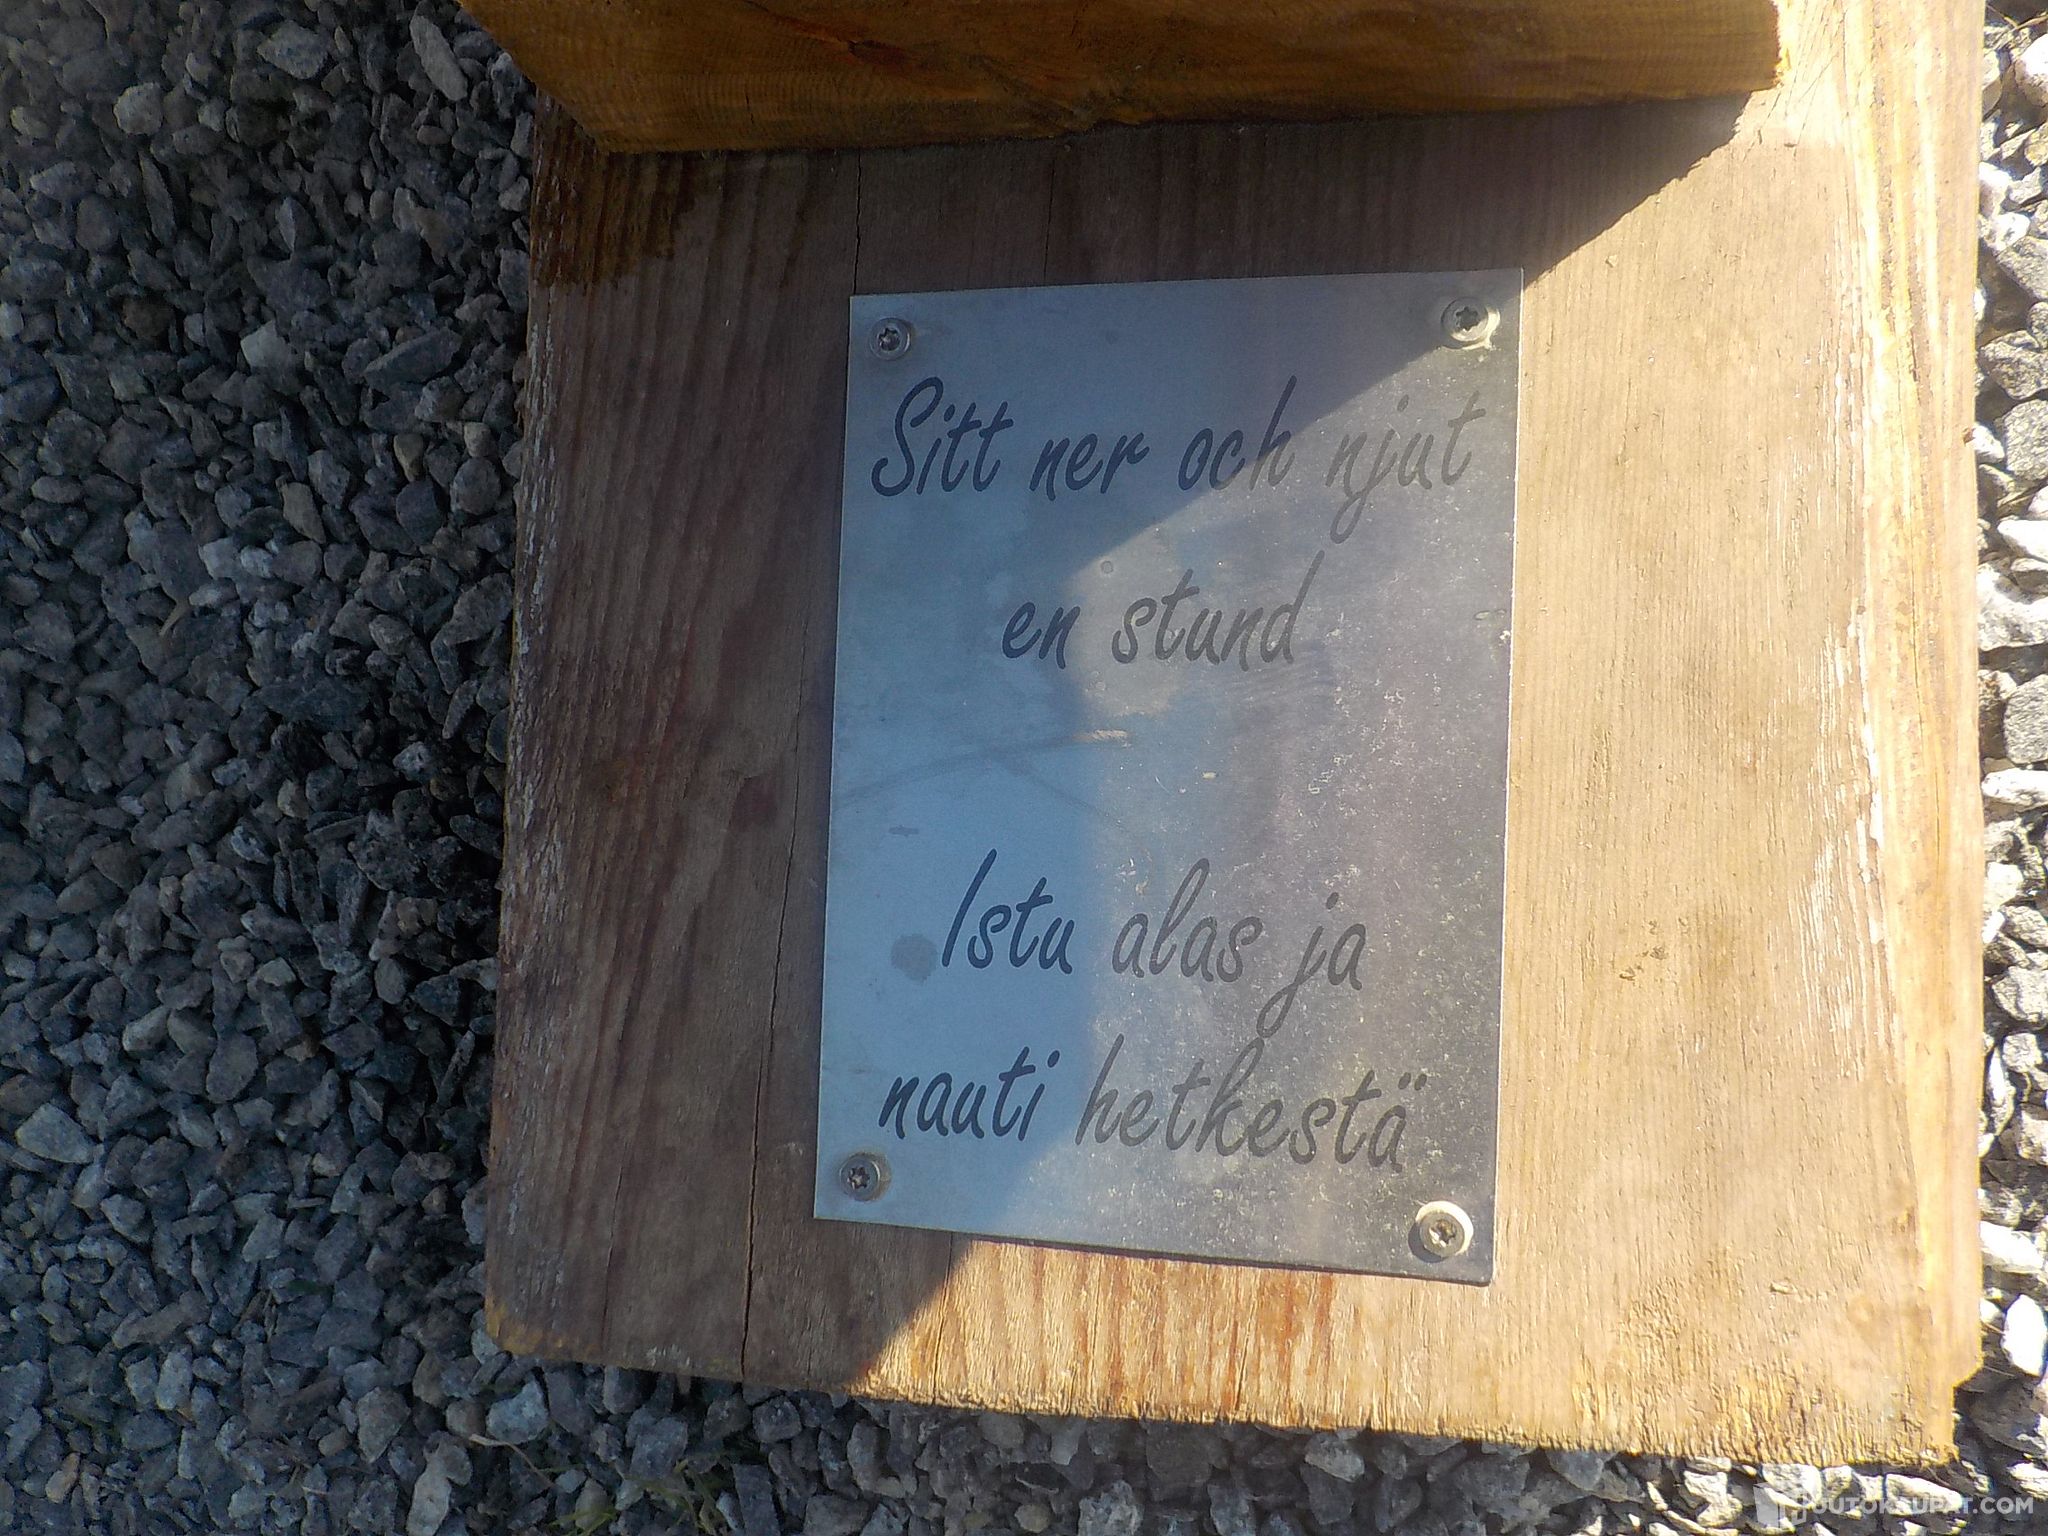 Sitt ner och njut
en stund
Istu alas ja
nauti hetkestä